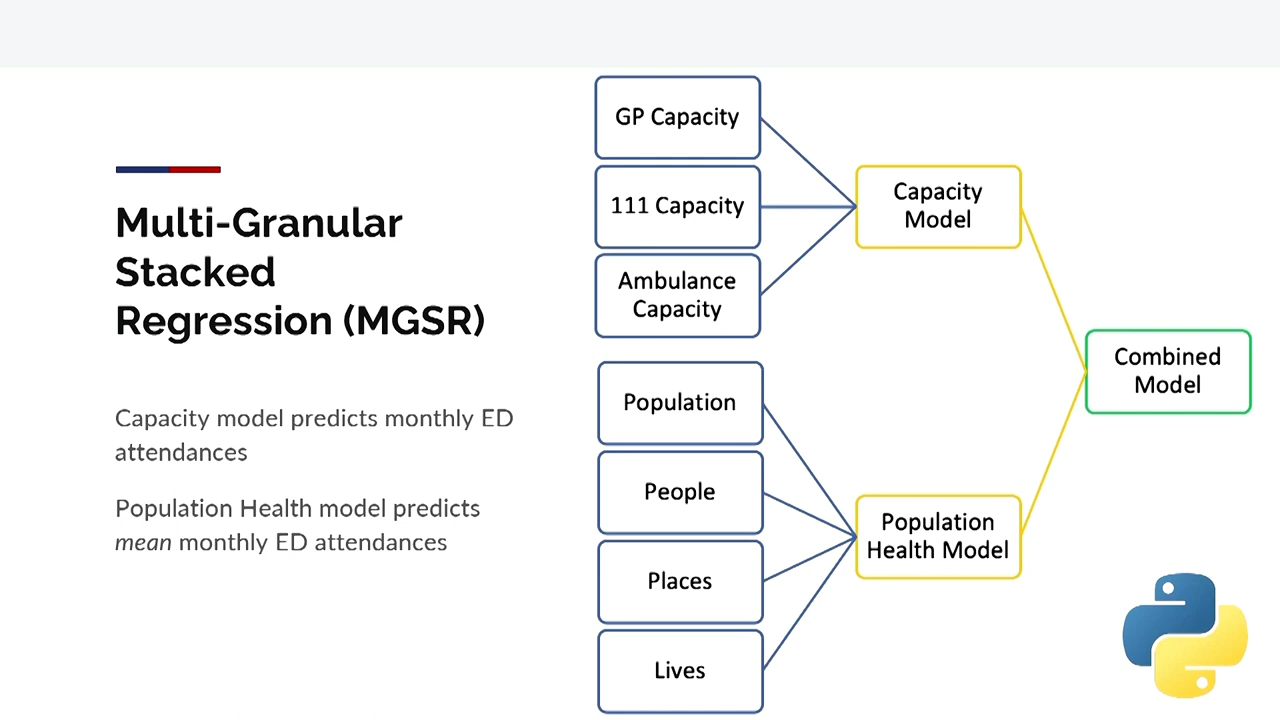 Multi-Granular
Stacked
Regression (MGSR)
Capacity model predicts monthly ED
attendances
Population Health model predicts
mean monthly ED attendances
GP Capacity
111 Capacity
Ambulance
Capacity
Population
People
Places
Lives
Capacity
Model
Population
Health Model
Combined
Model